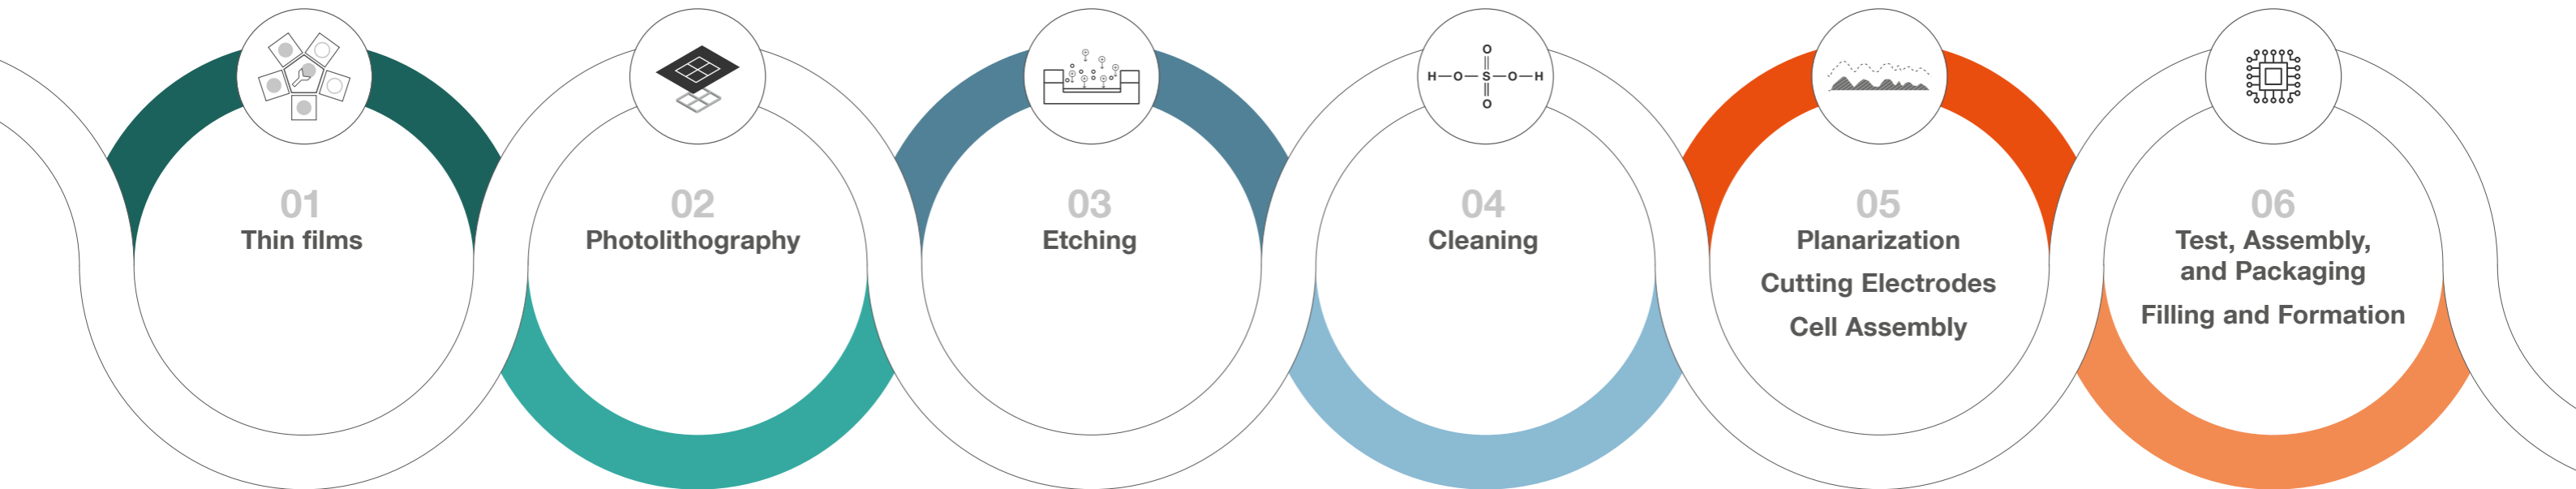 01
Thin films
02
Photolithography
03
Etching
O
H—O—S—O—H
O
04
Cleaning
05
Planarization
Cutting Electrodes
Cell Assembly
06
Test, Assembly,
and Packaging
Filling and Formation